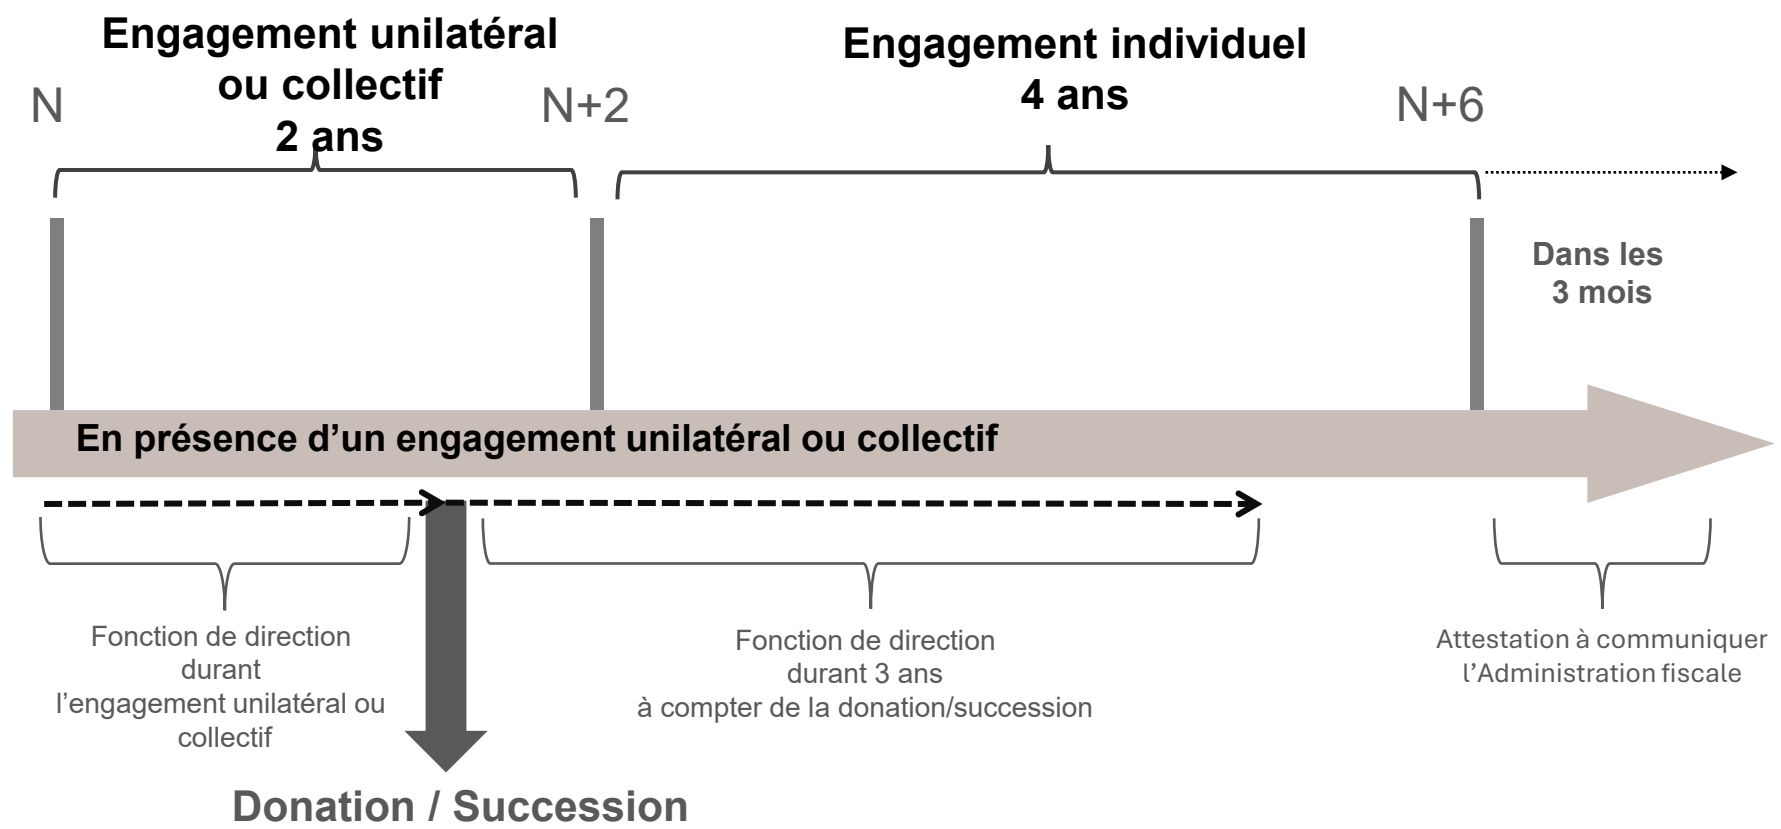 Engagement unilatéral
ou collectif
2 ans
Engagement individuel
4 ans
N
N+2
N+6
Dans les
3 mois
En présence d’un engagement unilatéral ou collectif
Fonction de direction
durant
l’engagement unilatéral ou
collectif
Fonction de direction
durant 3 ans
à compter de la donation/succession
Attestation à communiquer
l’Administration fiscale
Donation / Succession